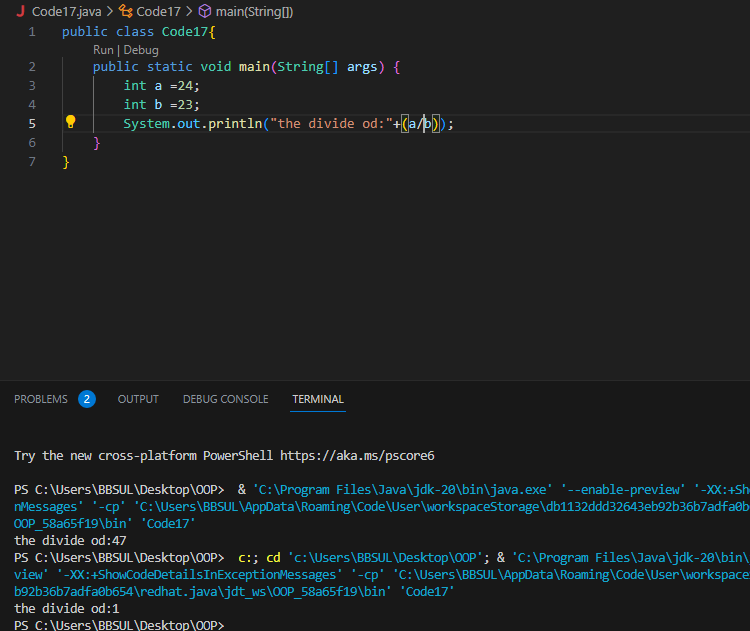 Code17.java > Code17 > main(String[])
1 public class Code17{
Run | Debug
2 public static void main(String[] args) {
3 int a =24;
4 int b =23;
5 System.out.println("the divide od:"+(a/b));
6 }
7 }
PROBLEMS 2 OUTPUT DEBUG CONSOLE TERMINAL
Try the new cross-platform PowerShell https://aka.ms/pscore6
PS C:\Users\BBSUL\Desktop\OOP> & 'C:\Program Files\Java\jdk-20\bin\java.exe' '--enable-preview' '-XX:+Sho
nMessages' '-cp' 'C:\Users\BBSUL\AppData\Roaming\Code\User\workspaceStorage\db1132ddd32643eb92b36b7adfa0b
OOP_58a65f19\bin' 'Code17'
the divide od:47
PS C:\Users\BBSUL\Desktop\OOP> c:; cd 'c:\Users\BBSUL\Desktop\OOP'; & 'C:\Program Files\Java\jdk-20\bin\
view' '-XX:+ShowCodeDetailsInExceptionMessages' '-cp' 'C:\Users\BBSUL\AppData\Roaming\Code\User\workspace
b92b36b7adfa0b654\redhat.java\jdt_ws\OOP_58a65f19\bin' 'Code17'
the divide od:1
PS C:\Users\BBSUL\Desktop\OOP>